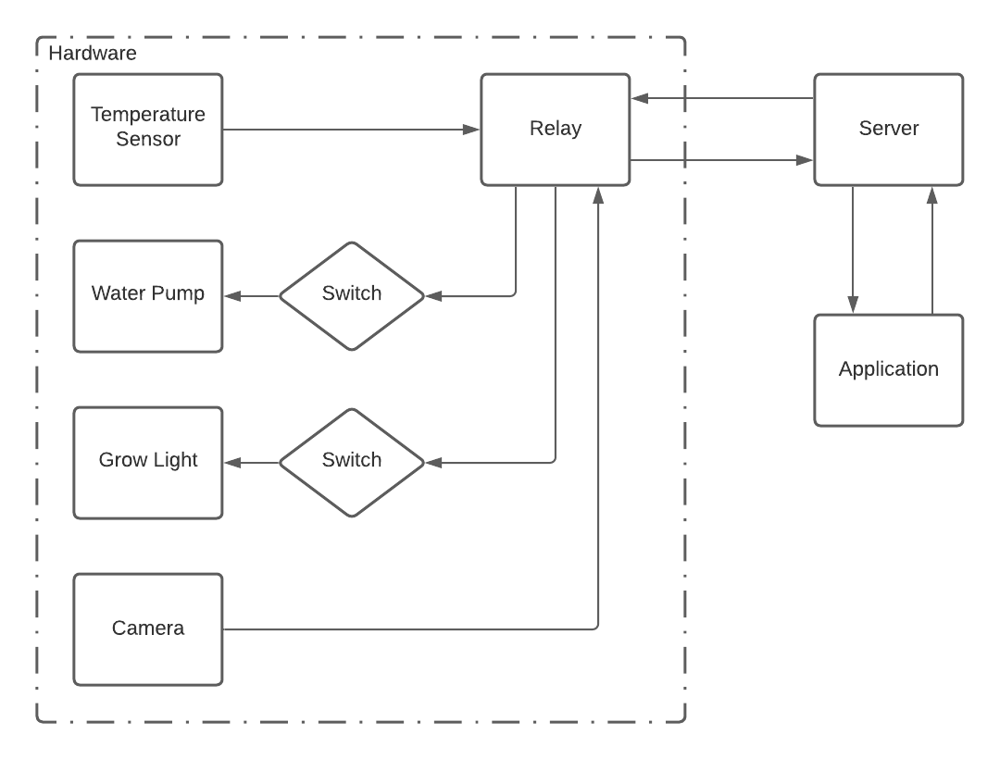 Hardware
Temperature
Sensor
Relay
Server
Water Pump
Switch
Application
Grow Light
Switch
Camera